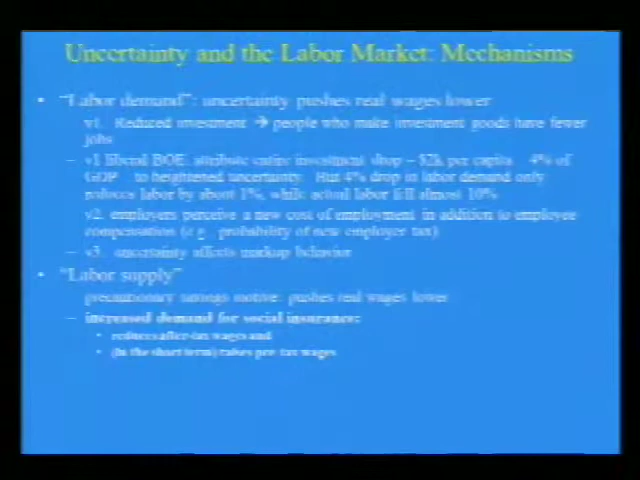 Uncertainty and the Labor Market: Mechanisms
• "Labor demand": uncertainty pushes real wages lower
v1. Reduced investment → people who make investment goods have fewer
jobs
– v1 liberal BOE: attribute entire investment drop – $2k per capita 4% of
GDP to heightened uncertainty. But 4% drop in labor demand only
reduces labor by about 1%, while actual labor fell almost 10%
v2. employers perceive a new cost of employment in addition to employee
compensation (e.g. probability of new employer tax)
– v3. uncertainty affects markup behavior
• "Labor supply"
precautionary savings motive: pushes real wages lower
– increased demand for social insurance:
• reduces after-tax wages and
• (in the short term) raises pre-tax wages